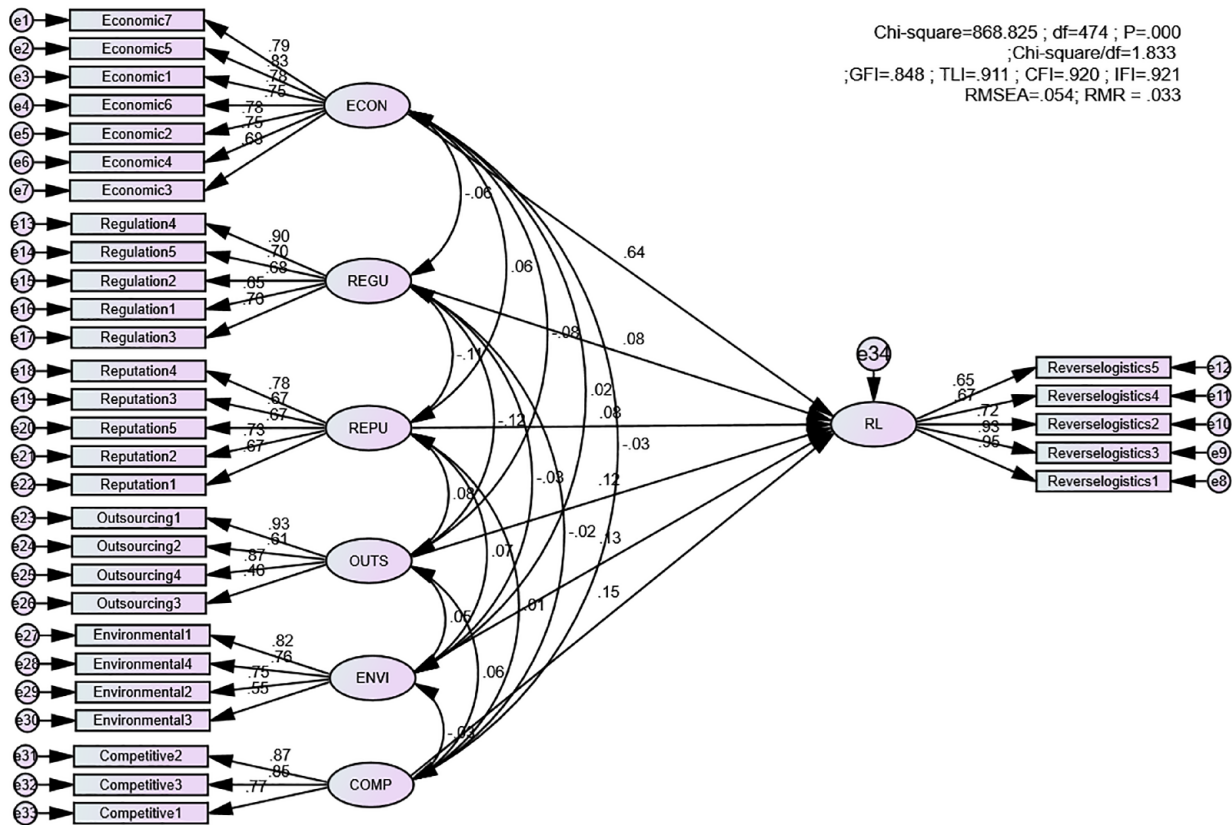 Chi-square=868.825 ; df=474 ; P=.000
;Chi-square/df=1.833
;GFI=.848 ; TLI=.911 ; CFI=.920 ; IFI=.921
RMSEA=.054; RMR = .033
e1 Economic7
e2 Economic5
e3 Economic1
e4 Economic6
e5 Economic2
e6 Economic4
e7 Economic3
.79
.83
.78
.75
.78
.75
.68
ECON
e13 Regulation4
e14 Regulation5
e15 Regulation2
e16 Regulation1
e17 Regulation3
.90
.70
.68
.65
.76
REGU
e18 Reputation4
e19 Reputation3
e20 Reputation5
e21 Reputation2
e22 Reputation1
.78
.67
.67
.73
.67
REPU
e23 Outsourcing1
e24 Outsourcing2
e25 Outsourcing4
e26 Outsourcing3
.93
.61
.87
.46
OUTS
e27 Environmental1
e28 Environmental4
e29 Environmental2
e30 Environmental3
.82
.76
.75
.55
ENVI
e31 Competitive2
e32 Competitive3
e33 Competitive1
.87
.85
.77
COMP
-.06
.06
-.08
.02
-.03
-.11
-.12
-.03
-.02
.08
.07
.01
.05
.06
-.03
.64
.08
.08
.12
.13
.15
e34
RL
.65
.67
.72
.93
.95
Reverselogistics5 e12
Reverselogistics4 e11
Reverselogistics2 e10
Reverselogistics3 e9
Reverselogistics1 e8